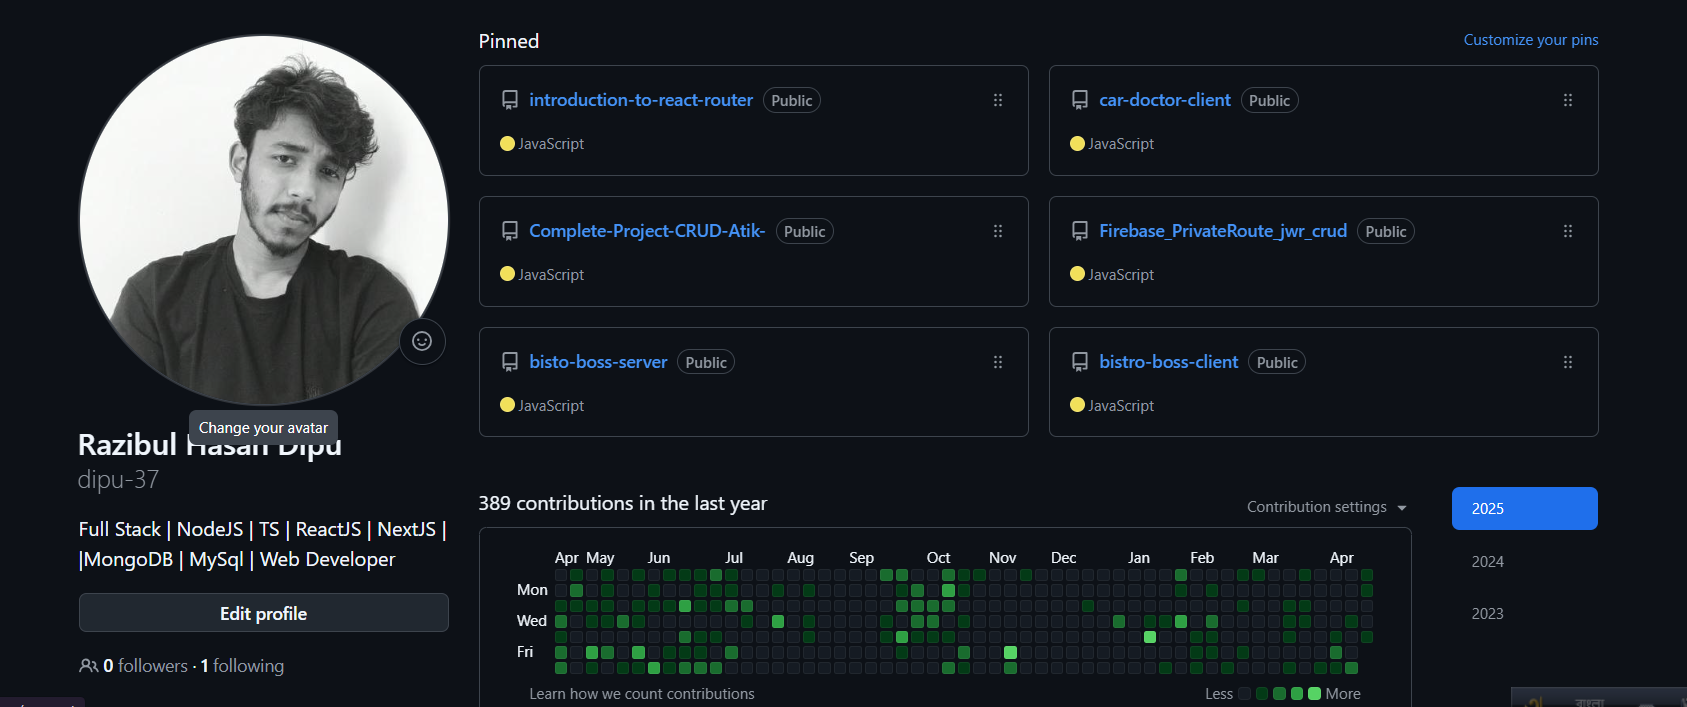 Pinned
Customize your pins
introduction-to-react-router Public
JavaScript
car-doctor-client Public
JavaScript
Complete-Project-CRUD-Atik- Public
JavaScript
Firebase_PrivateRoute_jwr_crud Public
JavaScript
bisto-boss-server Public
JavaScript
bistro-boss-client Public
JavaScript
Change your avatar
Razibul Hasan Dipu
dipu-37
Full Stack | NodeJS | TS | ReactJS | NextJS |
|MongoDB | MySql | Web Developer
Edit profile
0 followers · 1 following
389 contributions in the last year
Contribution settings
2025
2024
2023
Apr May Jun Jul Aug Sep Oct Nov Dec Jan Feb Mar Apr
Mon
Wed
Fri
Learn how we count contributions
Less More